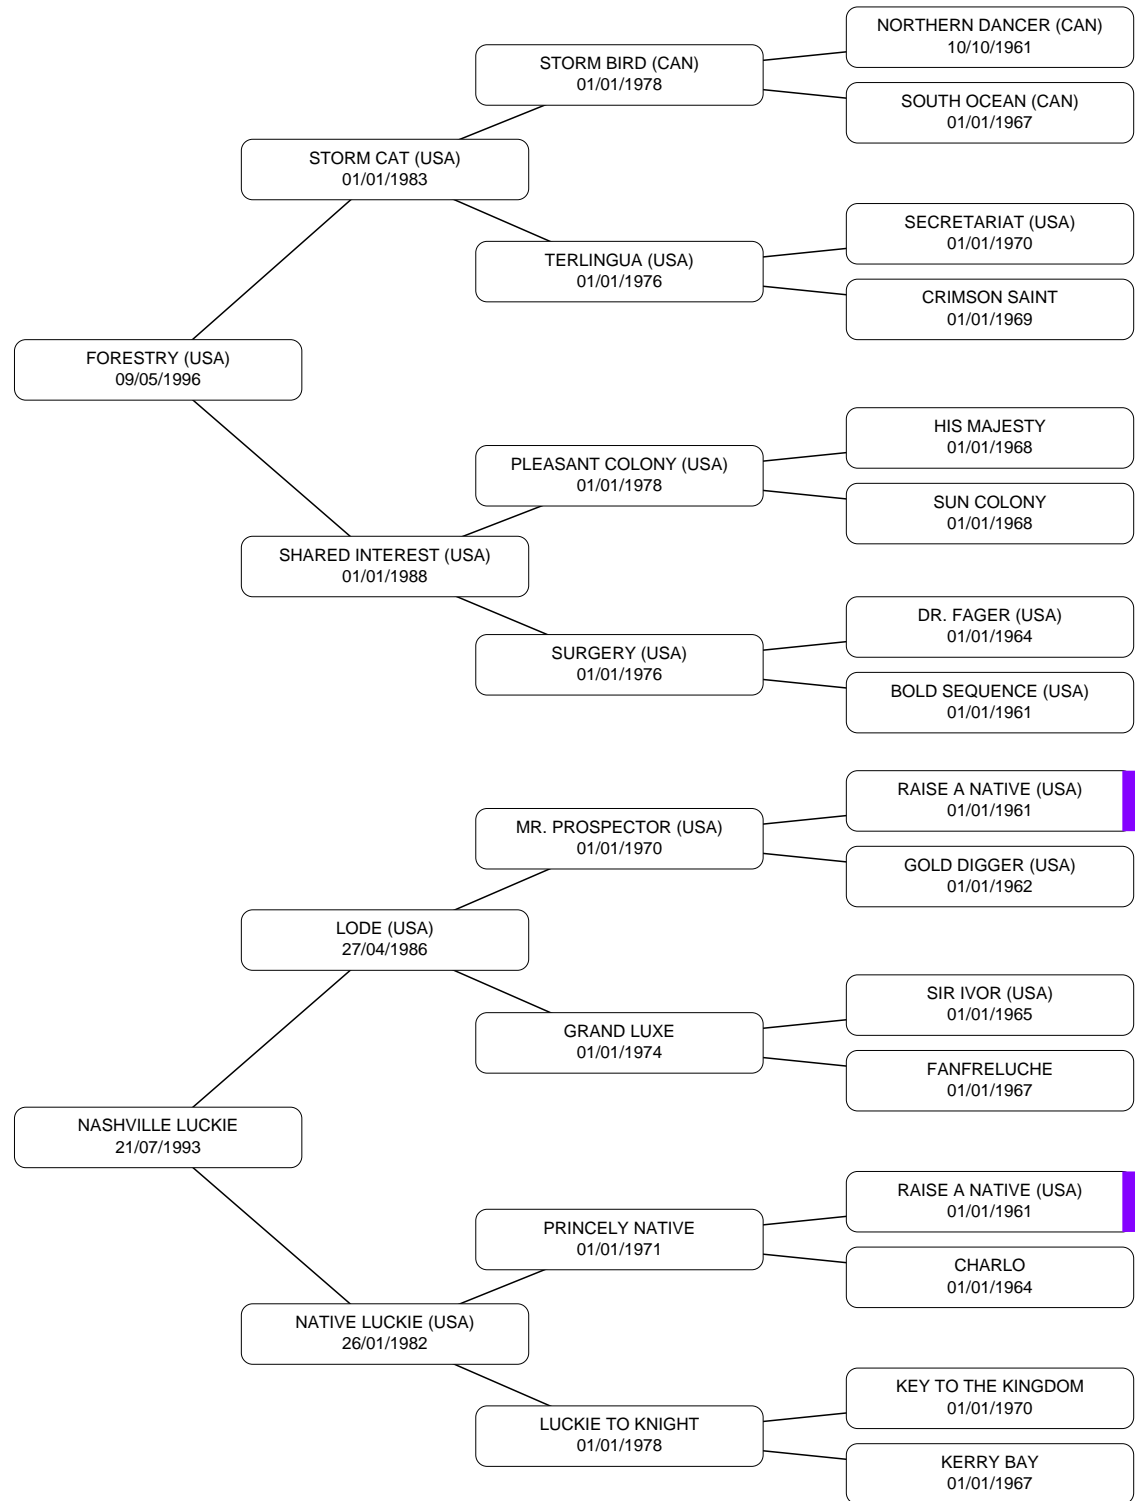 NORTHERN DANCER (CAN)
10/10/1961
STORM BIRD (CAN)
01/01/1978
SOUTH OCEAN (CAN)
01/01/1967
STORM CAT (USA)
01/01/1983
SECRETARIAT (USA)
01/01/1970
TERLINGUA (USA)
01/01/1976
CRIMSON SAINT
01/01/1969
FORESTRY (USA)
09/05/1996
HIS MAJESTY
01/01/1968
PLEASANT COLONY (USA)
01/01/1978
SUN COLONY
01/01/1968
SHARED INTEREST (USA)
01/01/1988
DR. FAGER (USA)
01/01/1964
SURGERY (USA)
01/01/1976
BOLD SEQUENCE (USA)
01/01/1961
RAISE A NATIVE (USA)
01/01/1961
MR. PROSPECTOR (USA)
01/01/1970
GOLD DIGGER (USA)
01/01/1962
LODE (USA)
27/04/1986
SIR IVOR (USA)
01/01/1965
GRAND LUXE
01/01/1974
FANFRELUCHE
01/01/1967
NASHVILLE LUCKIE
21/07/1993
RAISE A NATIVE (USA)
01/01/1961
PRINCELY NATIVE
01/01/1971
CHARLO
01/01/1964
NATIVE LUCKIE (USA)
26/01/1982
KEY TO THE KINGDOM
01/01/1970
LUCKIE TO KNIGHT
01/01/1978
KERRY BAY
01/01/1967